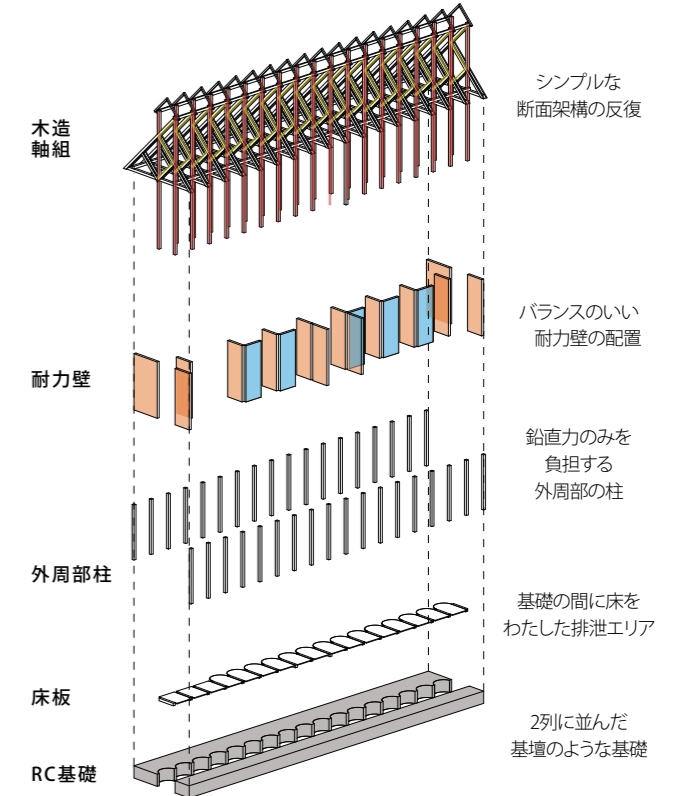 木造
軸組
シンプルな
断面架構の反復
耐力壁
バランスのいい
耐力壁の配置
外周部柱
鉛直力のみを
負担する
外周部の柱
床板
基礎の間に床を
わたした排泄エリア
RC基礎
2列に並んだ
基壇のような基礎